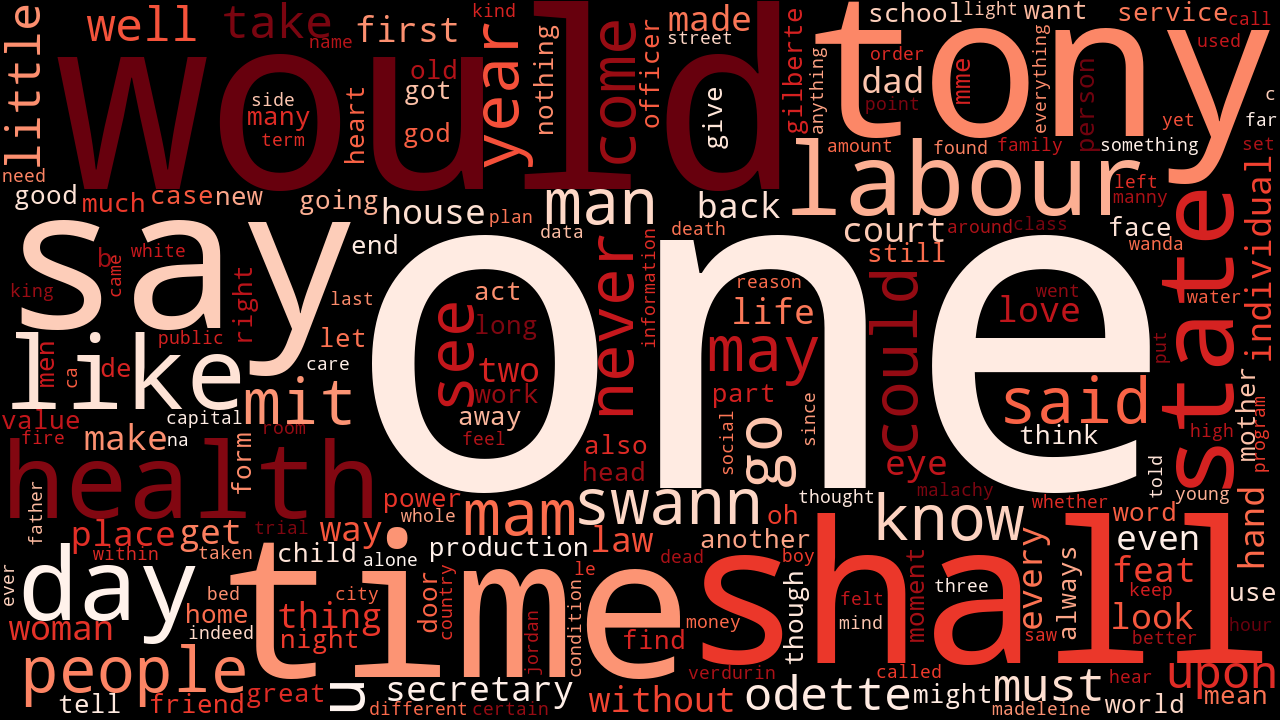 little
well
take
name
first
kind
year
nothing
come
officer
made
street
school
light
want
service
call
used
would
tony
old
got
side
many
term
heart
god
give
gilberte
anything
order
dad
point
mme
everything
person
c
far
yet
something
set
need
good
much
case
new
going
house
plan
man
data
back
death
labour
amount
found
family
left
manny
court
around
class
face
wanda
still
state
individual
say
end
b
white
came
king
right
last
public
let
care
one
act
see
long
two
work
away
feel
never
information
reason
life
may
part
could
went
love
put
water
like
men
ca
de
mit
value
fire
capital
na
make
room
form
health
also
head
social
go
since
said
think
eye
high
mother
program
told
young
father
place
get
within
trial
taken
way
power
whole
mam
swann
thought
malachy
know
whether
word
hand
day
time
child
alone
production
law
oh
another
dead
boy
shall
three
even
every
always
feat
keep
use
ever
woman
bed
home
indeed
city
thing
night
door
country
le
condition
jordan
find
money
though
felt
mind
moment
saw
look
better
hour
people
tell
friend
great
u
different
secretary
certain
verdurin
without
odette
called
might
must
madeleine
hear
world
upon
mean